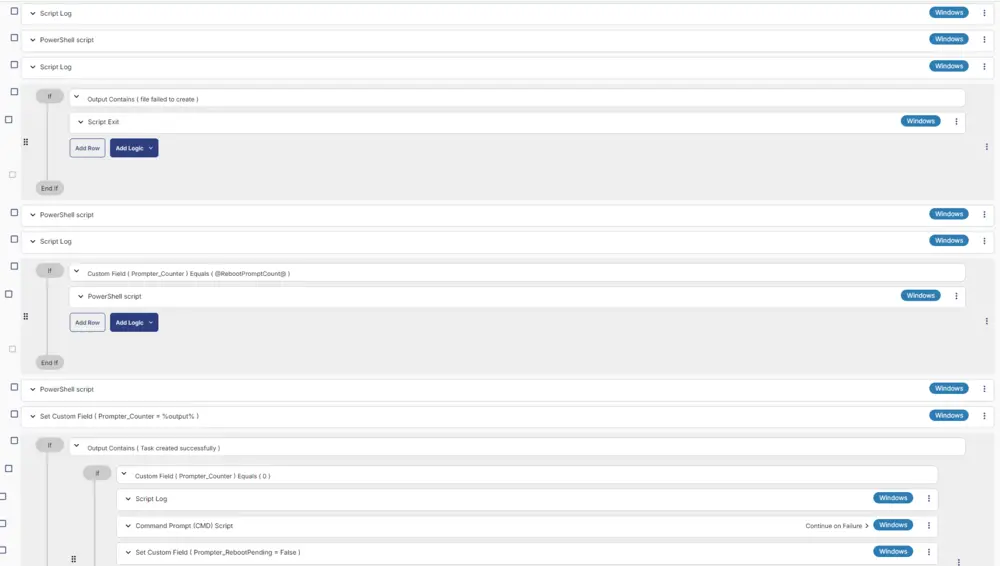 Script Log Windows
PowerShell script Windows
Script Log Windows
If Output Contains ( file failed to create )
Script Exit Windows
Add Row Add Logic
End If
PowerShell script Windows
Script Log Windows
If Custom Field ( Prompter_Counter ) Equals ( @RebootPromptCount@ )
PowerShell script Windows
Add Row Add Logic
End If
PowerShell script Windows
Set Custom Field ( Prompter_Counter = %output% ) Windows
If Output Contains ( Task created successfully )
If Custom Field ( Prompter_Counter ) Equals ( 0 )
Script Log Windows
Command Prompt (CMD) Script Continue on Failure Windows
Set Custom Field ( Prompter_RebootPending = False ) Windows